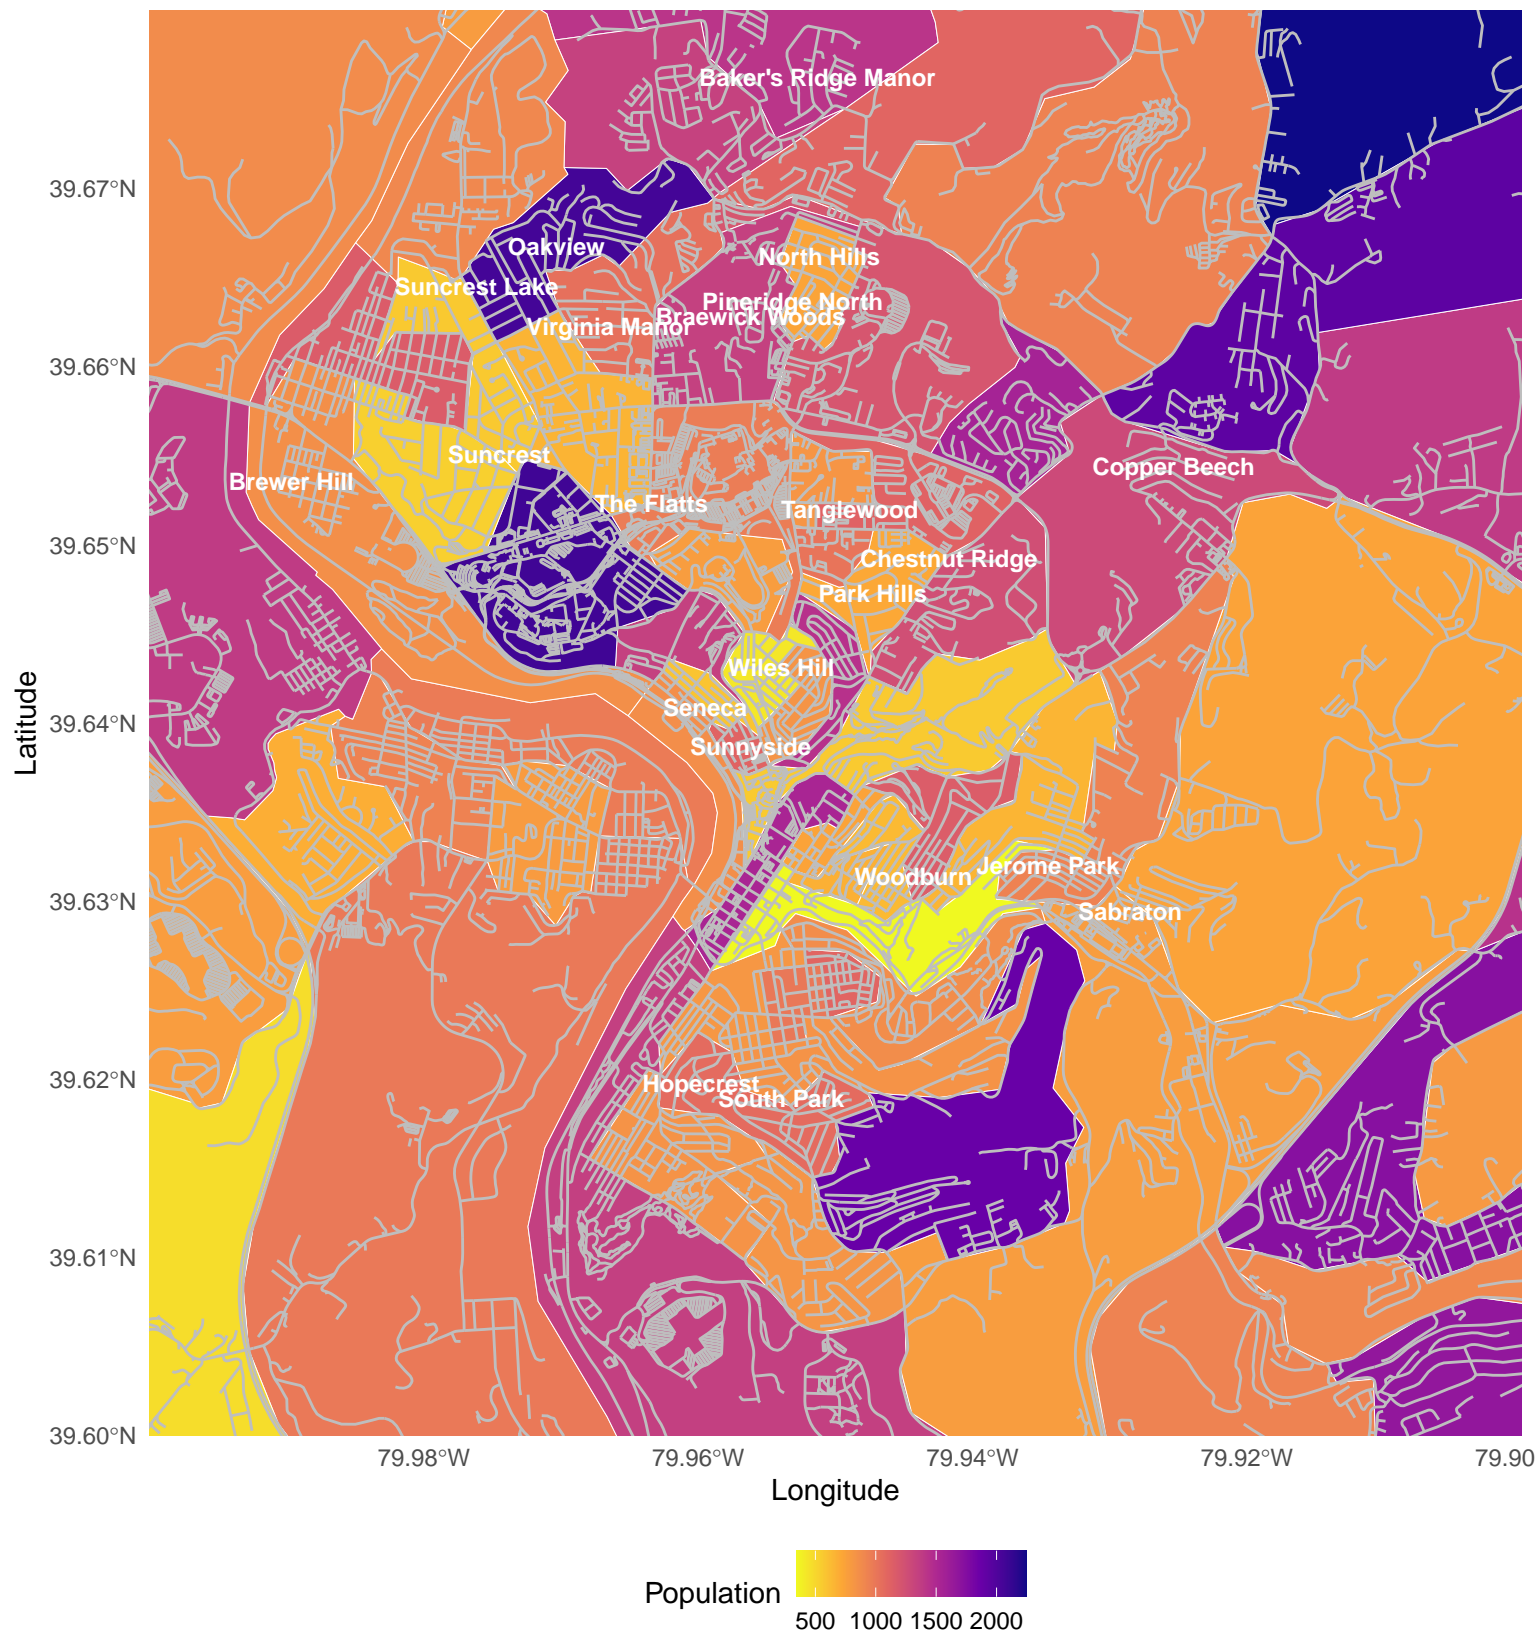 Baker's Ridge Manor
39.67°N
Oakview
North Hills
Suncrest Lake
Pineridge North
Braewick Woods
Virginia Manor
39.66°N
Suncrest
Copper Beech
Brewer Hill
The Flatts
Tanglewood
39.65°N
Chestnut Ridge
Park Hills
Wiles Hill
Seneca
39.64°N
Sunnyside
Latitude
Jerome Park
Woodburn
39.63°N
Sabraton
39.62°N
Hopecrest
South Park
39.61°N
39.60°N
79.98°W 79.96°W 79.94°W 79.92°W 79.90
Longitude
Population
500 1000 1500 2000